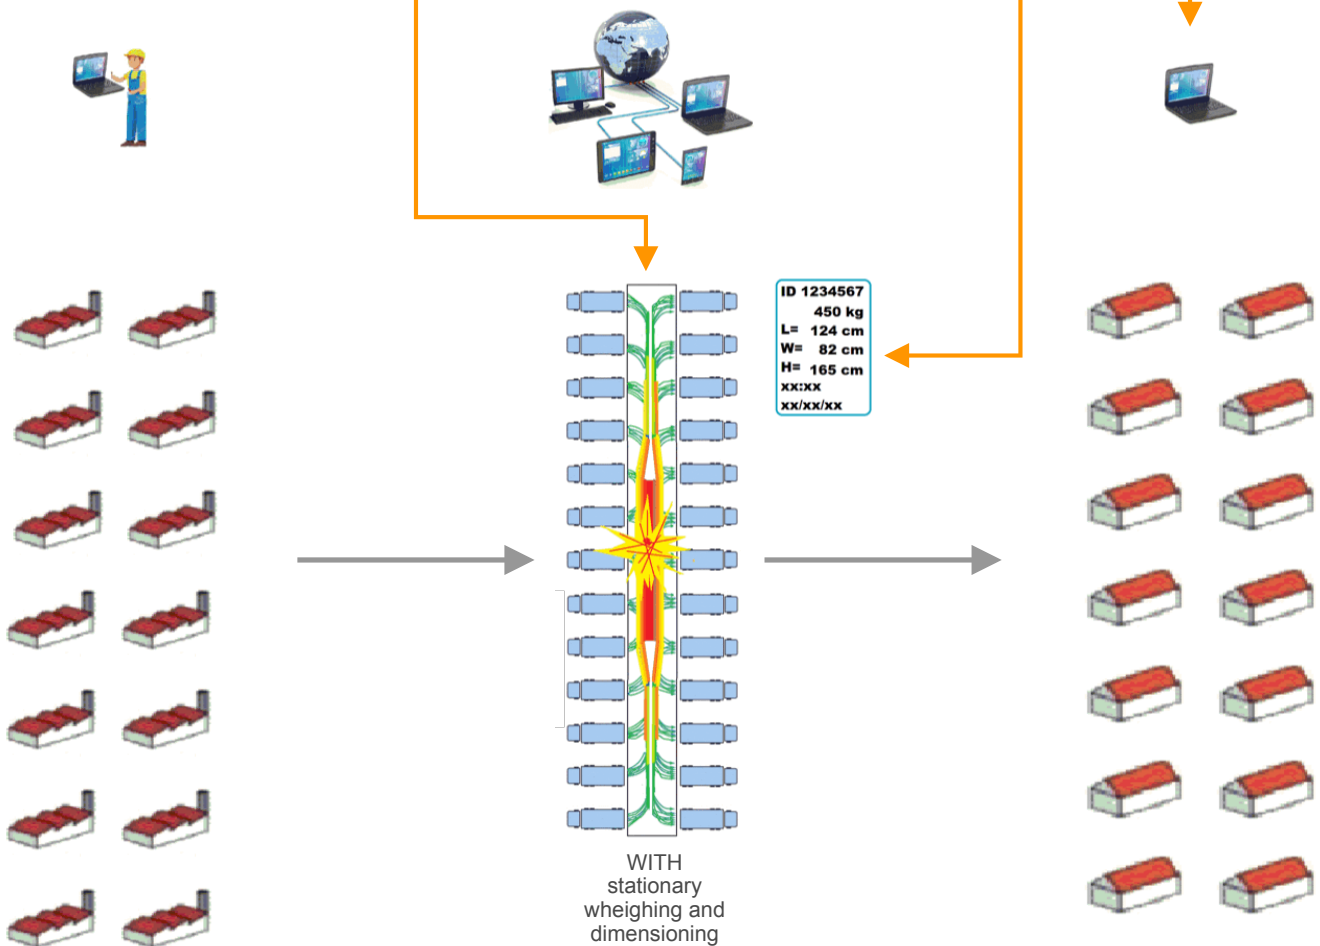 ID 1234567
450 kg
L= 124 cm
W= 82 cm
H= 165 cm
xx:xx
xx/xx/xx
WITH
stationary
wheighing and
dimensioning